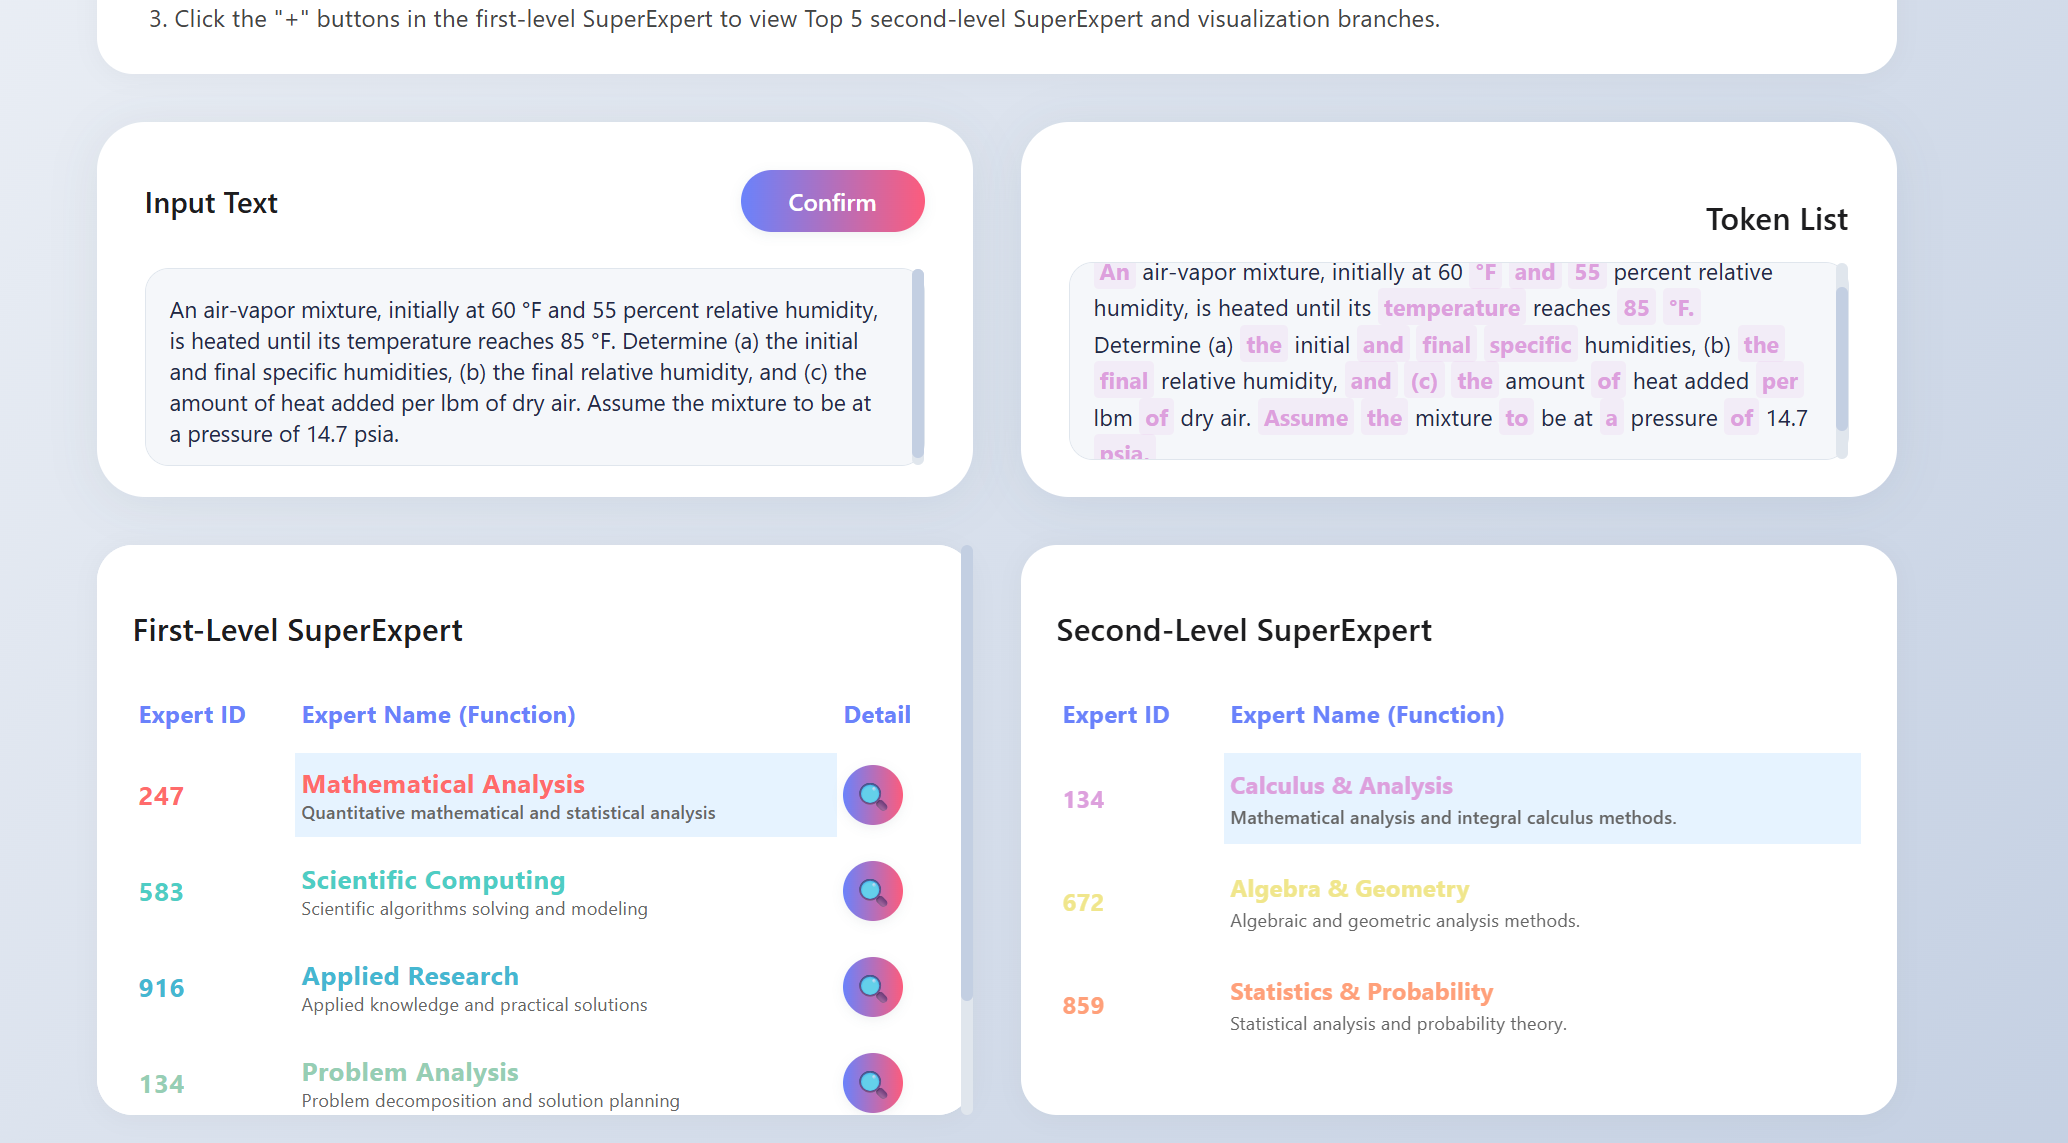 3. Click the "+" buttons in the first-level SuperExpert to view Top 5 second-level SuperExpert and visualization branches.
Input Text
Confirm
An air-vapor mixture, initially at 60 °F and 55 percent relative humidity,
is heated until its temperature reaches 85 °F. Determine (a) the initial
and final specific humidities, (b) the final relative humidity, and (c) the
amount of heat added per lbm of dry air. Assume the mixture to be at
a pressure of 14.7 psia.
Token List
An air-vapor mixture, initially at 60 °F and 55 percent relative
humidity, is heated until its temperature reaches 85 °F.
Determine (a) the initial and final specific humidities, (b) the
final relative humidity, and (c) the amount of heat added per
lbm of dry air. Assume the mixture to be at a pressure of 14.7
psia.
First-Level SuperExpert
Expert ID Expert Name (Function) Detail
247 Mathematical Analysis
Quantitative mathematical and statistical analysis
583 Scientific Computing
Scientific algorithms solving and modeling
916 Applied Research
Applied knowledge and practical solutions
134 Problem Analysis
Problem decomposition and solution planning
Second-Level SuperExpert
Expert ID Expert Name (Function)
134 Calculus & Analysis
Mathematical analysis and integral calculus methods.
672 Algebra & Geometry
Algebraic and geometric analysis methods.
859 Statistics & Probability
Statistical analysis and probability theory.